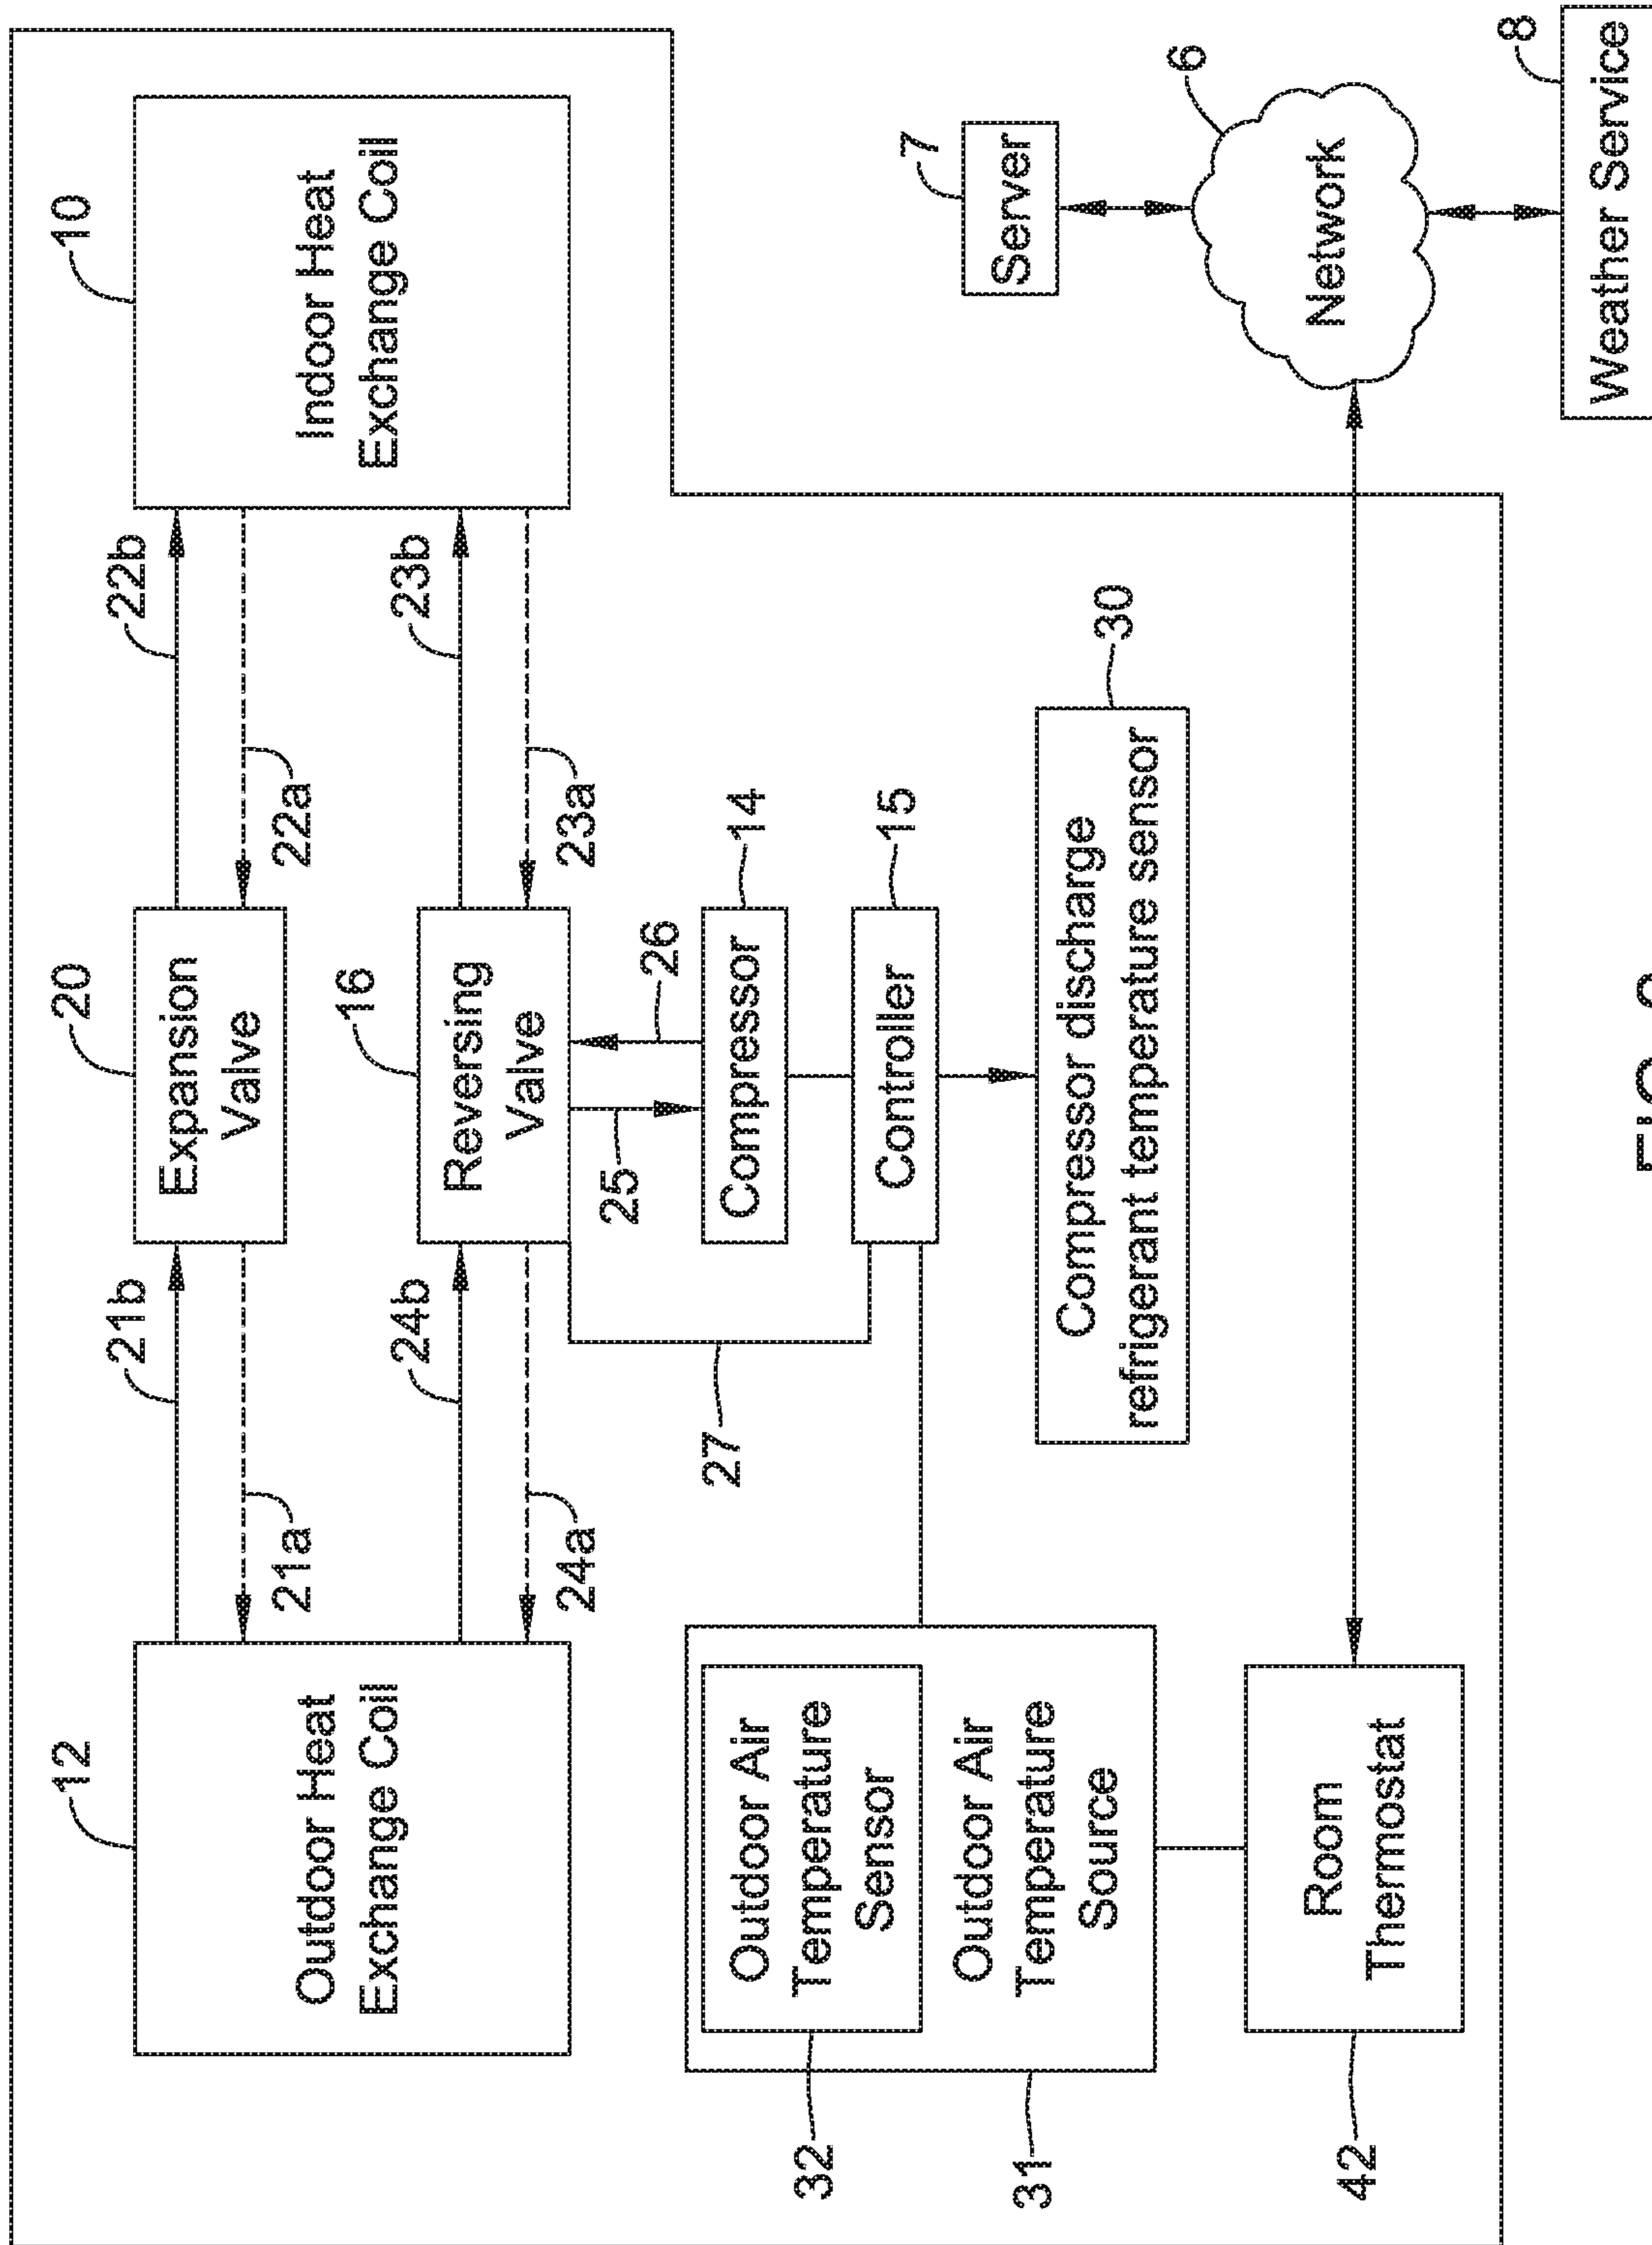 12
Outdoor Heat
Exchange Coil
21b
21a
24b
24a
20
Expansion
Valve
16
Reversing
Valve
22b
22a
23b
23a
10
Indoor Heat
Exchange Coil
25
26
27
14
Compressor
15
Controller
30
Compressor discharge
refrigerant temperature sensor
32
Outdoor Air
Temperature
Sensor
31
Outdoor Air
Temperature
Source
42
Room
Thermostat
7
Server
6
Network
8
Weather Service